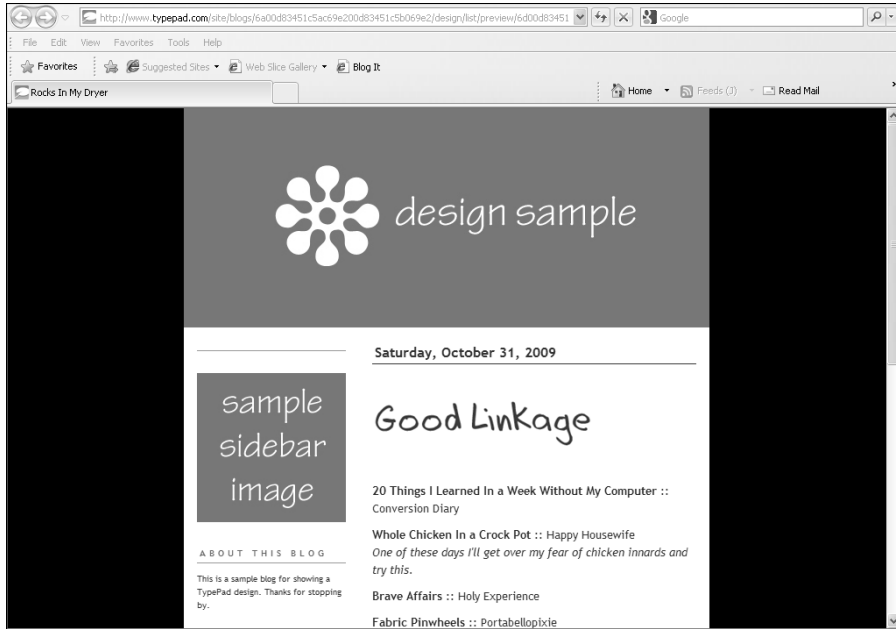 http://www.typepad.com/site/blogs/6a00d83451c5ac69e200d83451c5b069e2/design/list/preview/6d00d83451
Google
File Edit View Favorites Tools Help
Favorites Suggested Sites Web Slice Gallery Blog It
Rocks In My Dryer
Home Feeds (J) Read Mail
design sample
sample
sidebar
image
ABOUT THIS BLOG
This is a sample blog for showing a
TypePad design. Thanks for stopping
by.
Saturday, October 31, 2009
Good Linkage
20 Things I Learned In a Week Without My Computer ::
Conversion Diary
Whole Chicken In a Crock Pot :: Happy Housewife
One of these days I'll get over my fear of chicken innards and
try this.
Brave Affairs :: Holy Experience
Fabric Pinwheels :: Portabellopixie